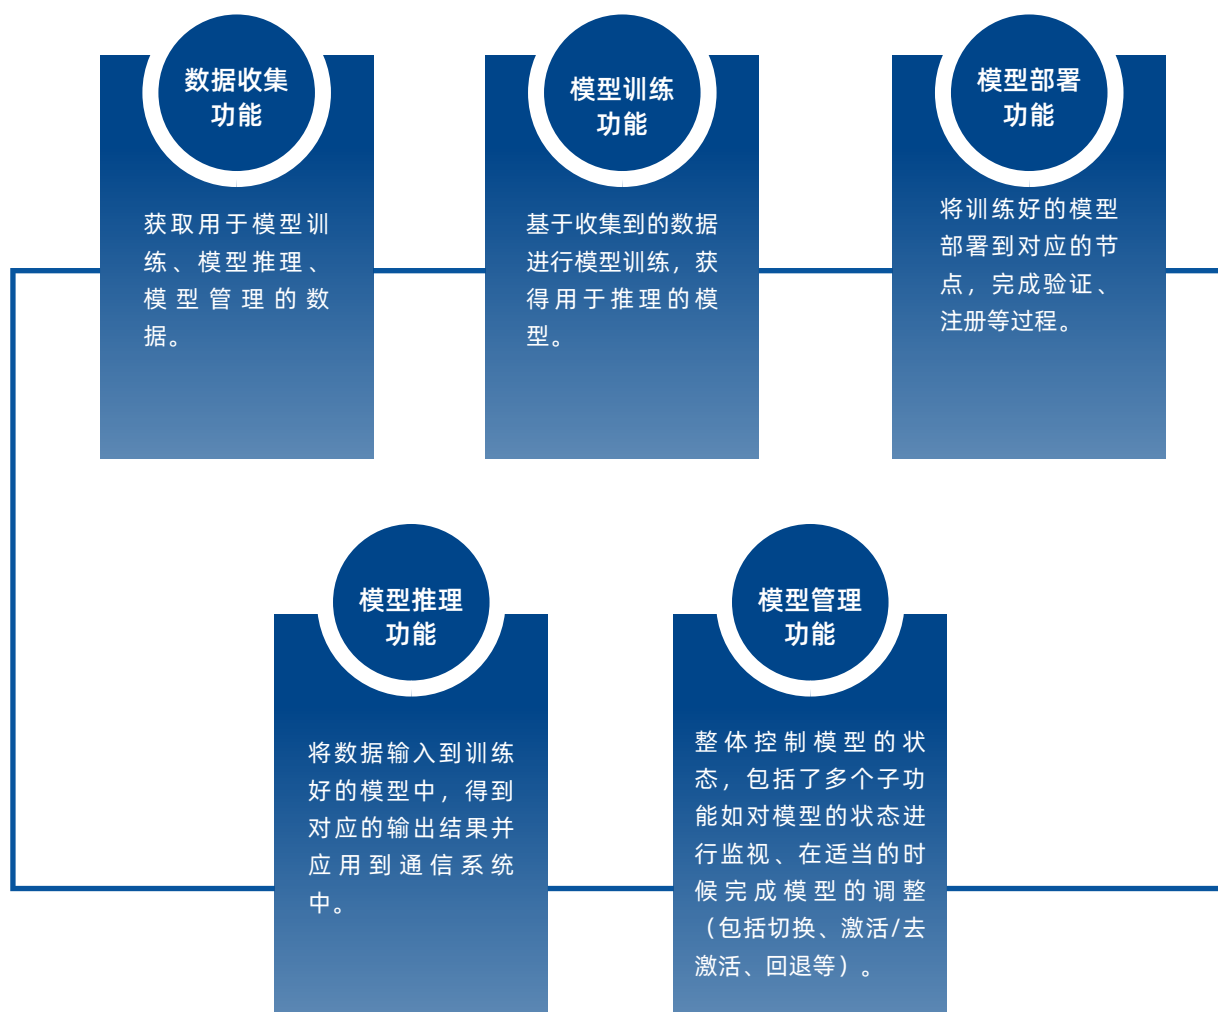 数据收集
功能
获取用于模型训
练、模型推理、
模型管理的数
据。
模型训练
功能
基于收集到的数据
进行模型训练，获
得用于推理的模
型。
模型部署
功能
将训练好的模型
部署到对应的节
点，完成验证、
注册等过程。
模型推理
功能
将数据输入到训练
好的模型中，得到
对应的输出结果并
应用到通信系统
中。
模型管理
功能
整体控制模型的状
态，包括了多个子功
能如对模型的状态进
行监视、在适当的时
候完成模型的调整
（包括切换、激活/去
激活、回退等）。